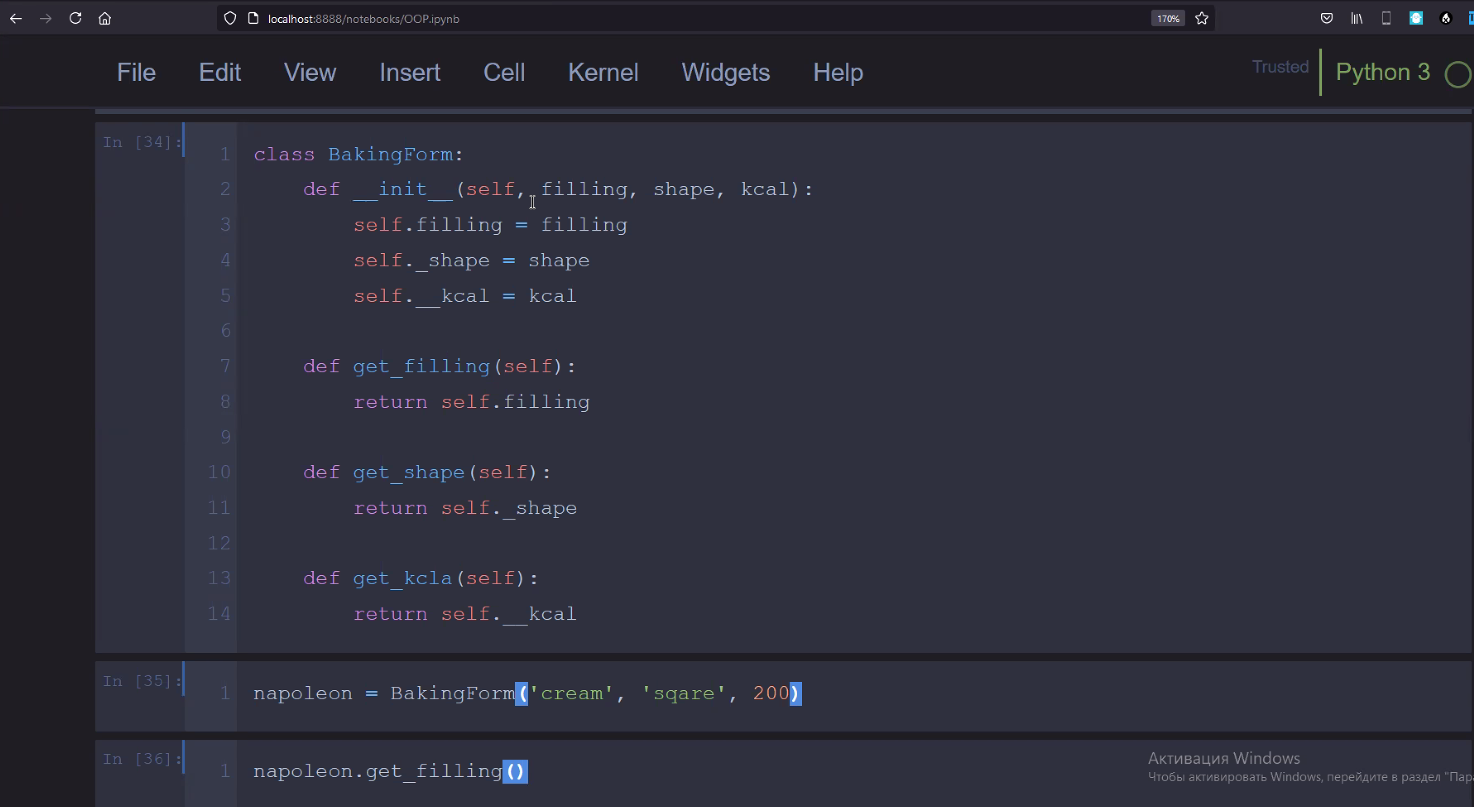 localhost:8888/notebooks/OOP.ipynb 170%
File Edit View Insert Cell Kernel Widgets Help Trusted Python 3
In [34]:
1 class BakingForm:
2 def __init__(self, filling, shape, kcal):
3 self.filling = filling
4 self._shape = shape
5 self.__kcal = kcal
6
7 def get_filling(self):
8 return self.filling
9
10 def get_shape(self):
11 return self._shape
12
13 def get_kcla(self):
14 return self.__kcal
In [35]: 1 napoleon = BakingForm('cream', 'sqare', 200)
In [36]: 1 napoleon.get_filling()
Активация Windows
Чтобы активировать Windows, перейдите в раздел "Пар